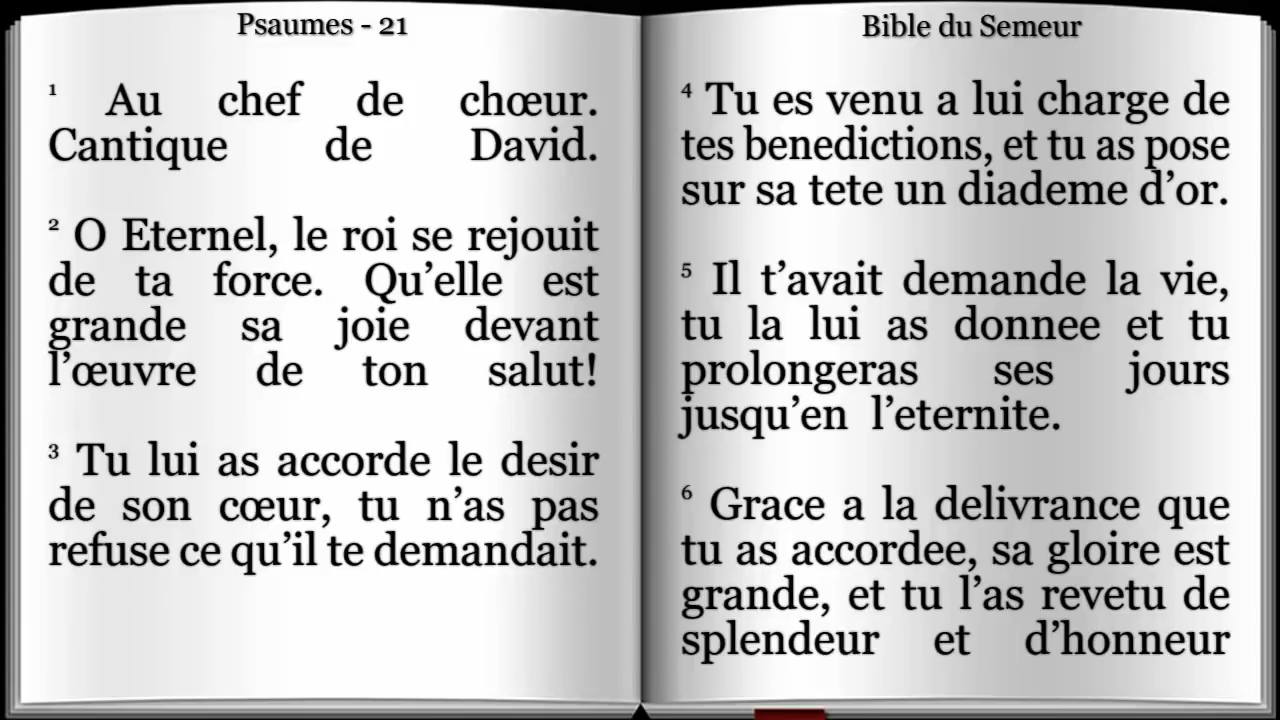 Psaumes - 21
1 Au chef de chœur.
Cantique de David.
2 O Eternel, le roi se rejouit
de ta force. Qu’elle est
grande sa joie devant
l’œuvre de ton salut!
3 Tu lui as accorde le desir
de son cœur, tu n’as pas
refuse ce qu’il te demandait.
Bible du Semeur
4 Tu es venu a lui charge de
tes benedictions, et tu as pose
sur sa tete un diademe d’or.
5 Il t’avait demande la vie,
tu la lui as donnee et tu
prolongeras ses jours
jusqu’en l’eternite.
6 Grace a la delivrance que
tu as accordee, sa gloire est
grande, et tu l’as revetu de
splendeur et d’honneur